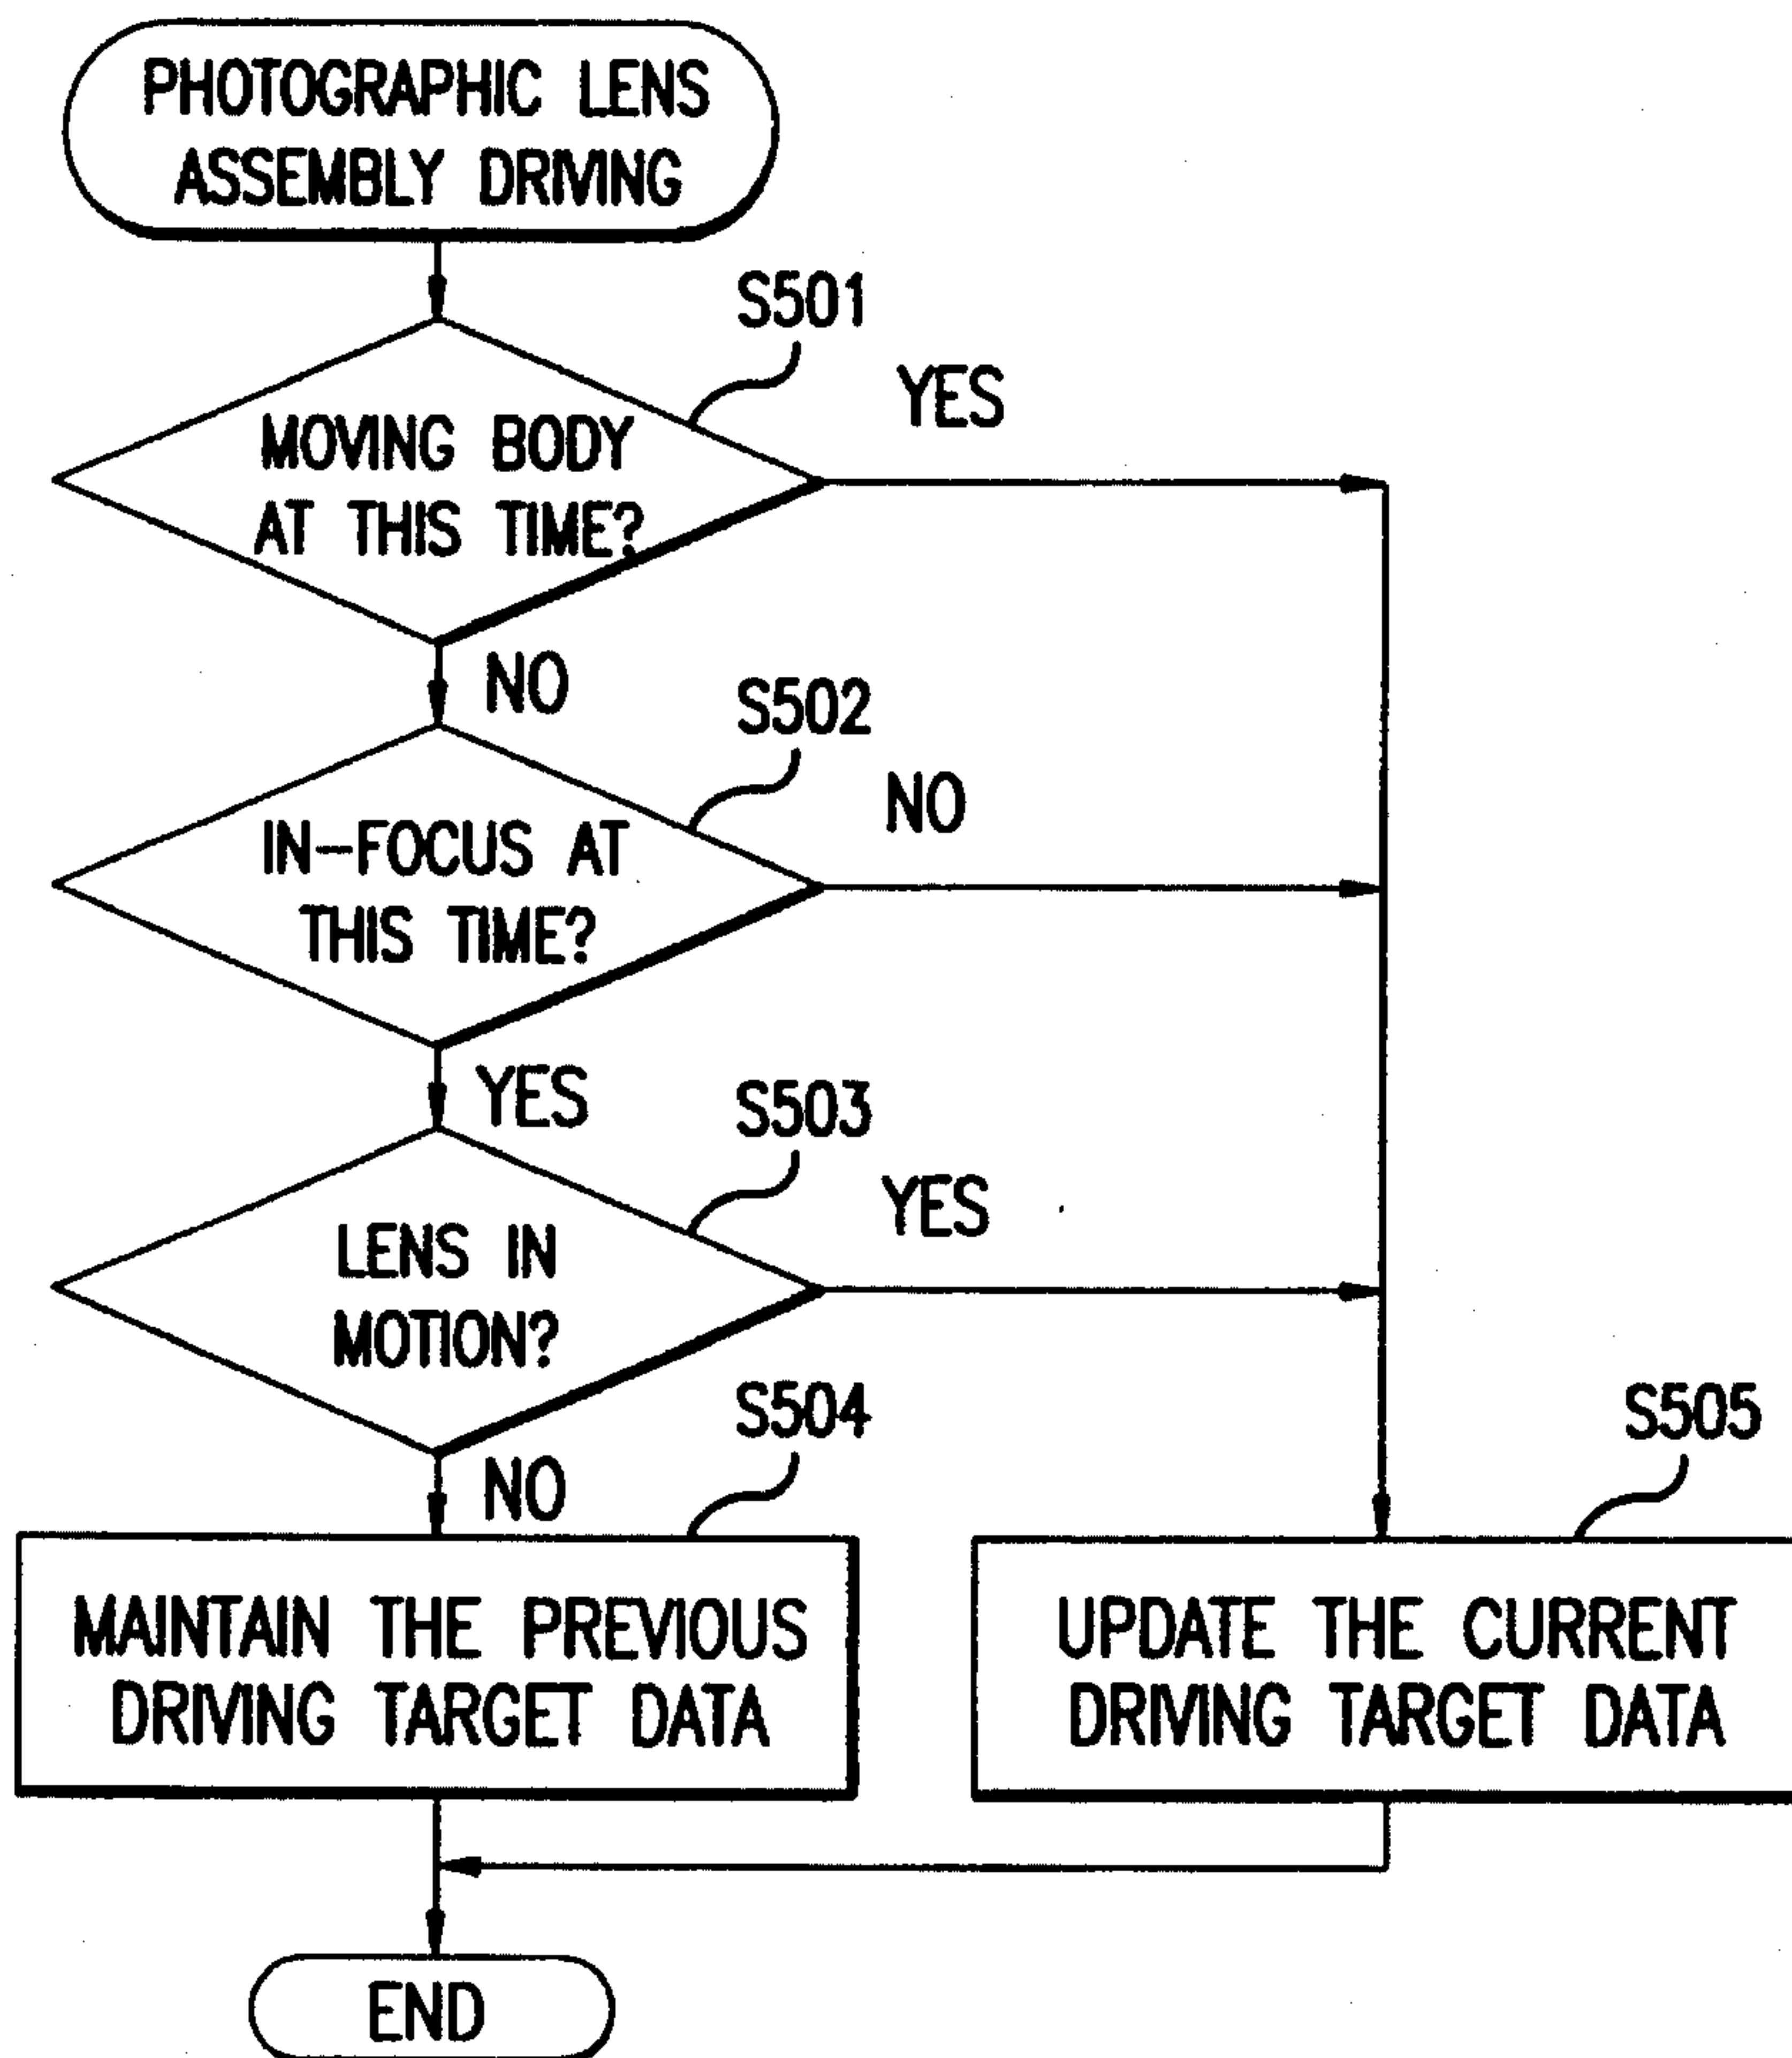 PHOTOGRAPHIC LENS
ASSEMBLY DRIVING
S501
YES
MOVING BODY
AT THIS TIME?
NO
S502
NO
IN-FOCUS AT
THIS TIME?
YES
S503
YES
LENS IN
MOTION?
NO
S504
S505
MAINTAIN THE PREVIOUS
DRIVING TARGET DATA
UPDATE THE CURRENT
DRIVING TARGET DATA
END